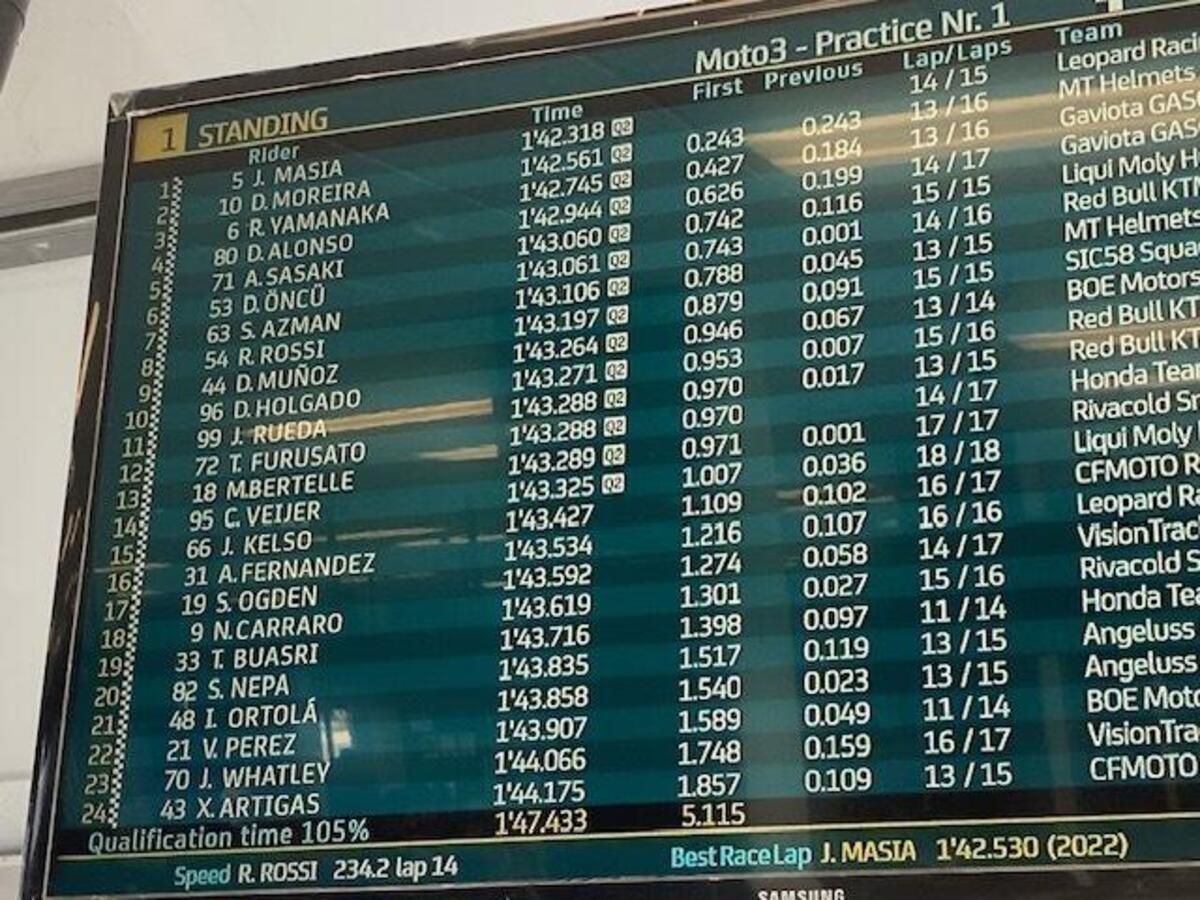 Moto3 - Practice Nr. 1
1 STANDING
Rider Time First Previous Lap/Laps Team
1 5 J. MASIA 1'42.318 Q2 14 / 15 Leopard Raci
2 10 D.MOREIRA 1'42.561 Q2 0.243 0.243 13 / 16 MT Helmets
3 6 R. YAMANAKA 1'42.745 Q2 0.427 0.184 13 / 16 Gaviota GAS
4 80 D.ALONSO 1'42.944 Q2 0.626 0.199 14 / 17 Gaviota GAS
5 71 A.SASAKI 1'43.060 Q2 0.742 0.116 15 / 15 Liqui Moly H
6 53 D.ÖNCÜ 1'43.061 Q2 0.743 0.001 14 / 16 Red Bull KTM
7 63 S. AZMAN 1'43.106 Q2 0.788 0.045 13 / 15 MT Helmets
8 54 R. ROSSI 1'43.197 Q2 0.879 0.091 15 / 15 SIC58 Squa
9 44 D.MUÑOZ 1'43.264 Q2 0.946 0.067 13 / 14 BOE Motors
10 96 D.HOLGADO 1'43.271 Q2 0.953 0.007 15 / 16 Red Bull KT
11 99 J. RUEDA 1'43.288 Q2 0.970 0.017 13 / 15 Red Bull KT
12 72 T. FURUSATO 1'43.288 Q2 0.970 14 / 17 Honda Tea
13 18 M.BERTELLE 1'43.289 Q2 0.971 0.001 17 / 17 Rivacold Sn
14 95 C. VEIJER 1'43.325 Q2 1.007 0.036 18 / 18 Liqui Moly
15 66 J. KELSO 1'43.427 1.109 0.102 16 / 17 CFMOTO R
16 31 A.FERNANDEZ 1'43.534 1.216 0.107 16 / 16 Leopard R
17 19 S. OGDEN 1'43.592 1.274 0.058 14 / 17 VisionTrac
18 9 N.CARRARO 1'43.619 1.301 0.027 15 / 16 Rivacold S
19 33 T. BUASRI 1'43.716 1.398 0.097 11 / 14 Honda Te
20 82 S. NEPA 1'43.835 1.517 0.119 13 / 15 Angeluss
21 48 I. ORTOLÁ 1'43.858 1.540 0.023 13 / 15 Angeluss
22 21 V. PEREZ 1'43.907 1.589 0.049 11 / 14 BOE Moto
23 70 J. WHATLEY 1'44.066 1.748 0.159 16 / 17 VisionTra
24 43 X. ARTIGAS 1'44.175 1.857 0.109 13 / 15 CFMOTO
Qualification time 105% 1'47.433 5.115
Speed R. ROSSI 234.2 lap 14 Best Race Lap J. MASIA 1'42.530 (2022)
SAMSUNG